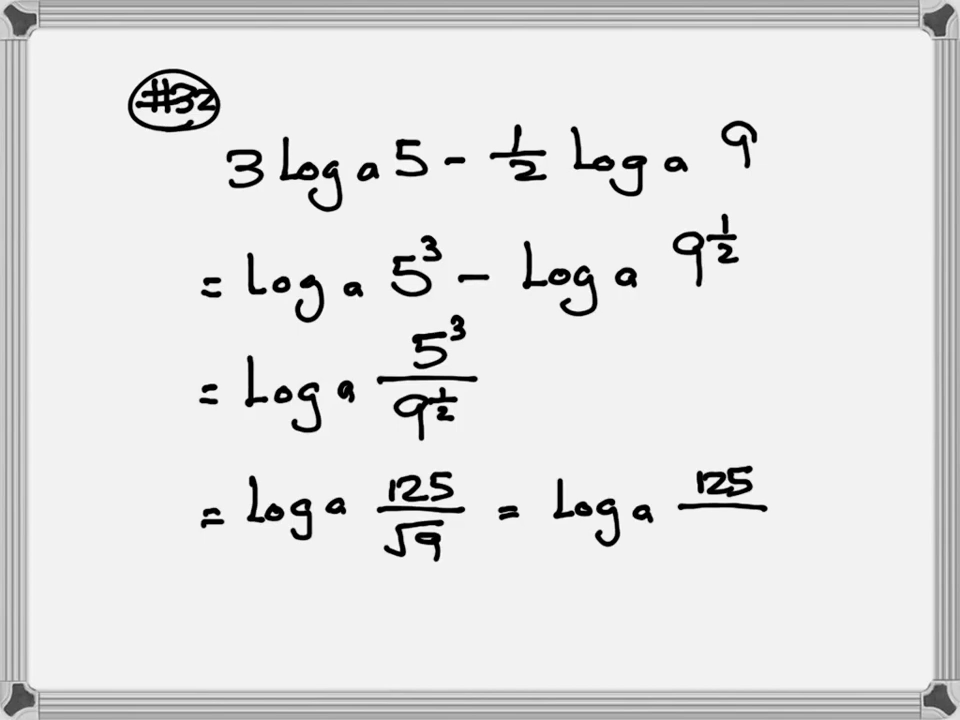 #32
3 log a 5 - 1/2 log a 9
= log a 5^3 - log a 9^1/2
= log a 5^3/9^1/2
= log a 125/√9 = log a 125/